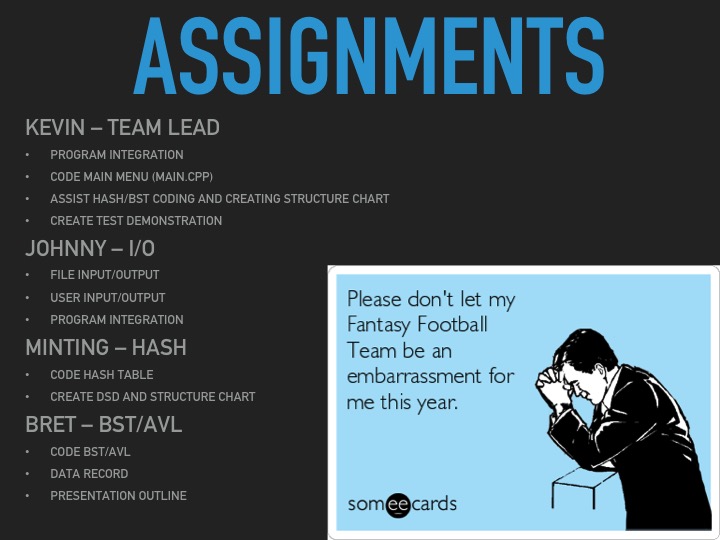 ASSIGNMENTS
KEVIN – TEAM LEAD
• PROGRAM INTEGRATION
• CODE MAIN MENU (MAIN.CPP)
• ASSIST HASH/BST CODING AND CREATING STRUCTURE CHART
• CREATE TEST DEMONSTRATION
JOHNNY – I/O
• FILE INPUT/OUTPUT
• USER INPUT/OUTPUT
• PROGRAM INTEGRATION
MINTING – HASH
• CODE HASH TABLE
• CREATE DSD AND STRUCTURE CHART
BRET – BST/AVL
• CODE BST/AVL
• DATA RECORD
• PRESENTATION OUTLINE
Please don't let my
Fantasy Football
Team be an
embarrassment for
me this year.
someecards